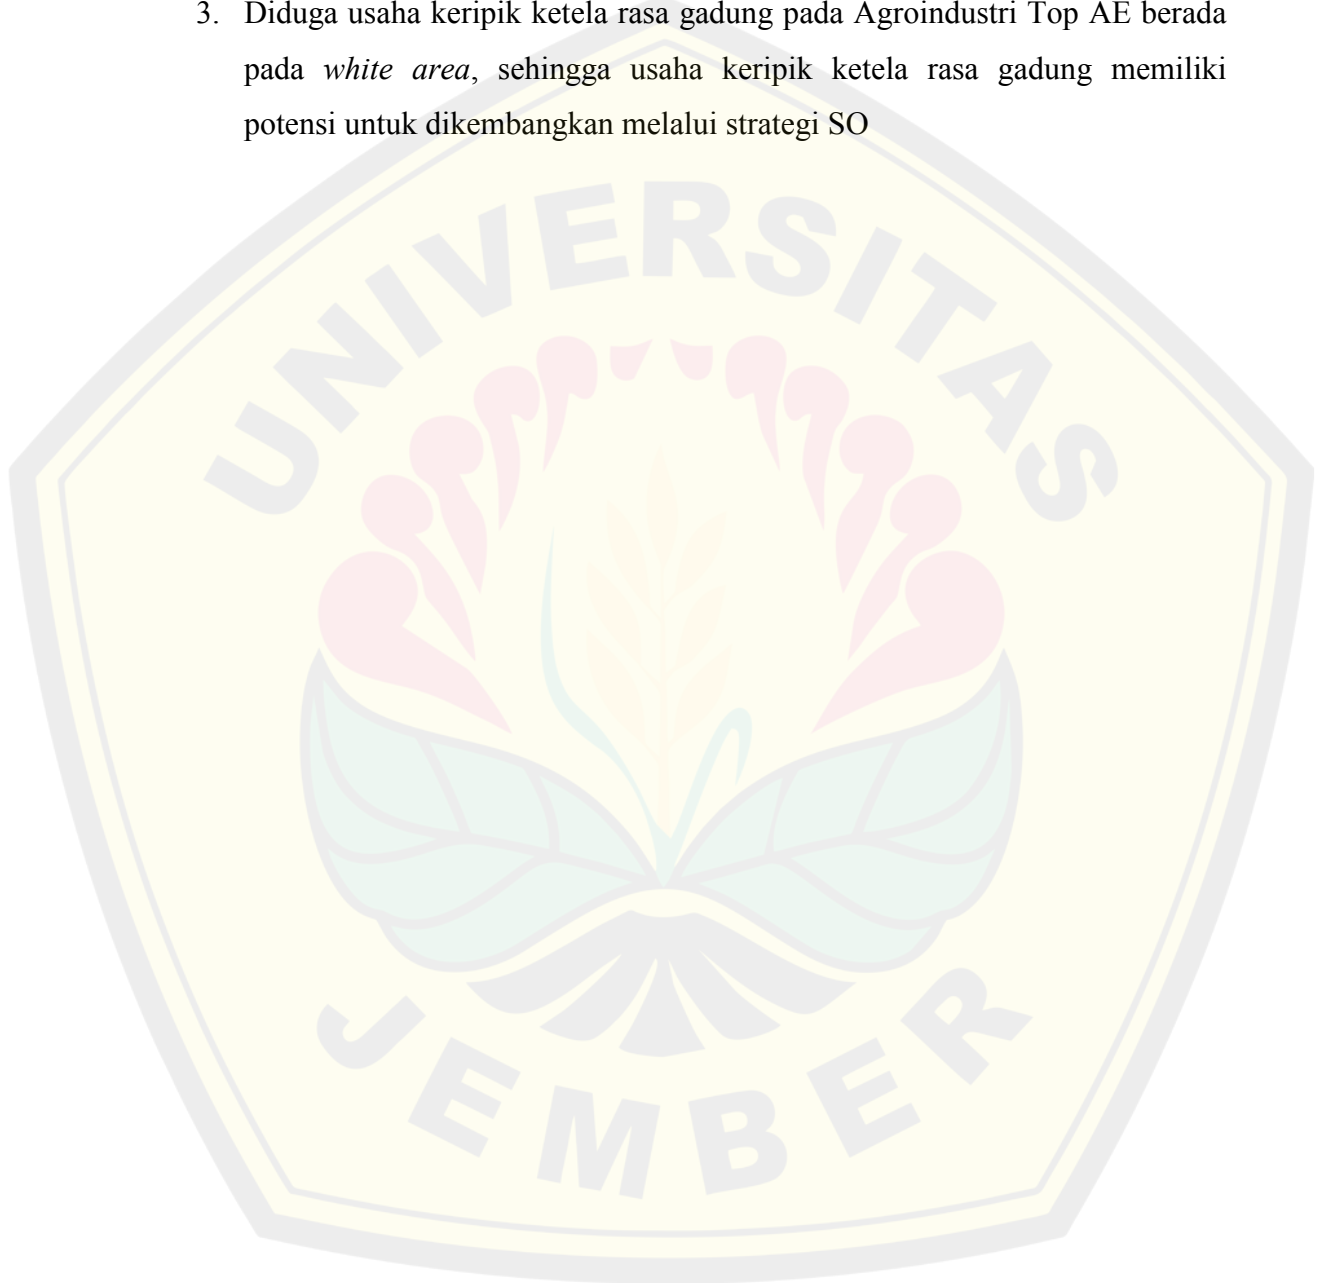 3. Diduga usaha keripik ketela rasa gadung pada Agroindustri Top AE berada
pada white area, sehingga usaha keripik ketela rasa gadung memiliki
potensi untuk dikembangkan melalui strategi SO
UNIVERSITAS
JEMBER